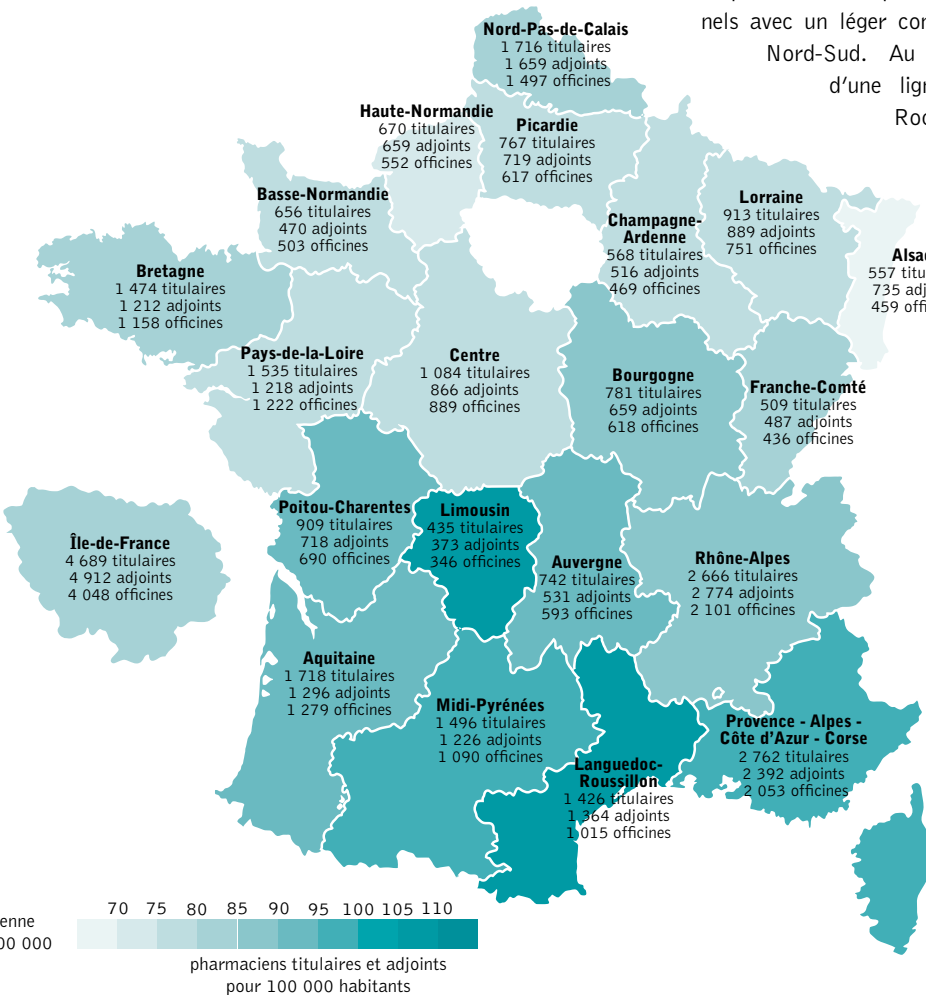 nels avec un léger
Nord-Sud. Au
d'une
Nord-Pas-de-Calais
1 716 titulaires
1 659 adjoints
1 497 officines
Haute-Normandie
670 titulaires
659 adjoints
552 officines
Picardie
767 titulaires
719 adjoints
617 officines
Basse-Normandie
656 titulaires
470 adjoints
503 officines
Champagne-
Ardenne
568 titulaires
516 adjoints
469 officines
Lorraine
913 titulaires
889 adjoints
751 officines
557
735
459
Bretagne
1 474 titulaires
1 212 adjoints
1 158 officines
Pays-de-la-Loire
1 535 titulaires
1 218 adjoints
1 222 officines
Centre
1 084 titulaires
866 adjoints
889 officines
Bourgogne
781 titulaires
659 adjoints
618 officines
Franche-Comté
509 titulaires
487 adjoints
436 officines
Île-de-France
4 689 titulaires
4 912 adjoints
4 048 officines
Poitou-Charentes
909 titulaires
718 adjoints
690 officines
Limousin
435 titulaires
373 adjoints
346 officines
Auvergne
742 titulaires
531 adjoints
593 officines
Rhône-Alpes
2 666 titulaires
2 774 adjoints
2 101 officines
Aquitaine
1 718 titulaires
1 296 adjoints
1 279 officines
Midi-Pyrénées
1 496 titulaires
1 226 adjoints
1 090 officines
Languedoc-
Roussillon
1 426 titulaires
1 364 adjoints
1 015 officines
Provence - Alpes -
Côte d'Azur - Corse
2 762 titulaires
2 392 adjoints
2 053 officines
70 75 80 85 90 95 100 105 110
pharmaciens titulaires et adjoints
pour 100 000 habitants